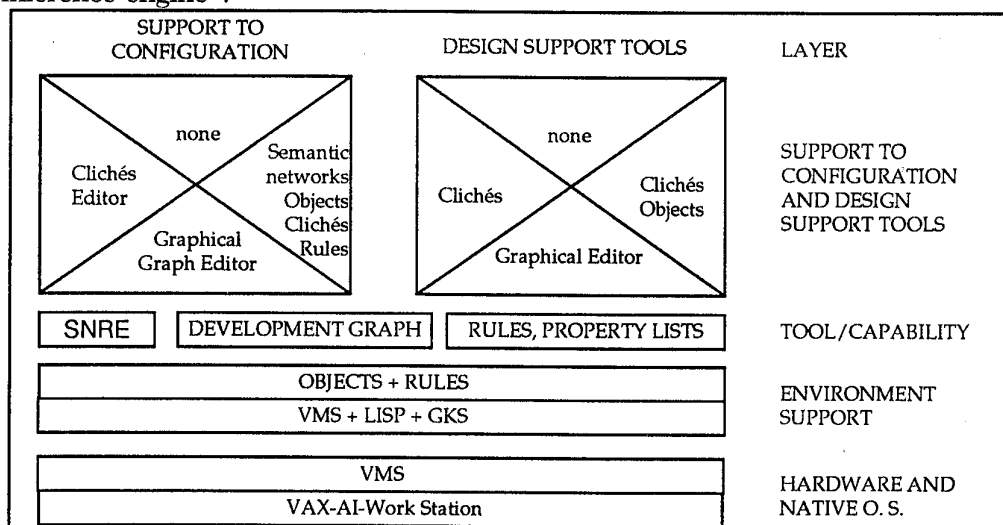 inference engine".
SUPPORT TO
CONFIGURATION
DESIGN SUPPORT TOOLS
LAYER
none
Clichés
Editor
Semantic
networks
Objects
Clichés
Rules
Graphical
Graph Editor
none
Clichés
Clichés
Objects
Graphical Editor
SUPPORT TO
CONFIGURATION
AND DESIGN
SUPPORT TOOLS
SNRE
DEVELOPMENT GRAPH
RULES, PROPERTY LISTS
TOOL/CAPABILITY
OBJECTS + RULES
VMS + LISP + GKS
ENVIRONMENT
SUPPORT
VMS
VAX-AI-Work Station
HARDWARE AND
NATIVE O. S.